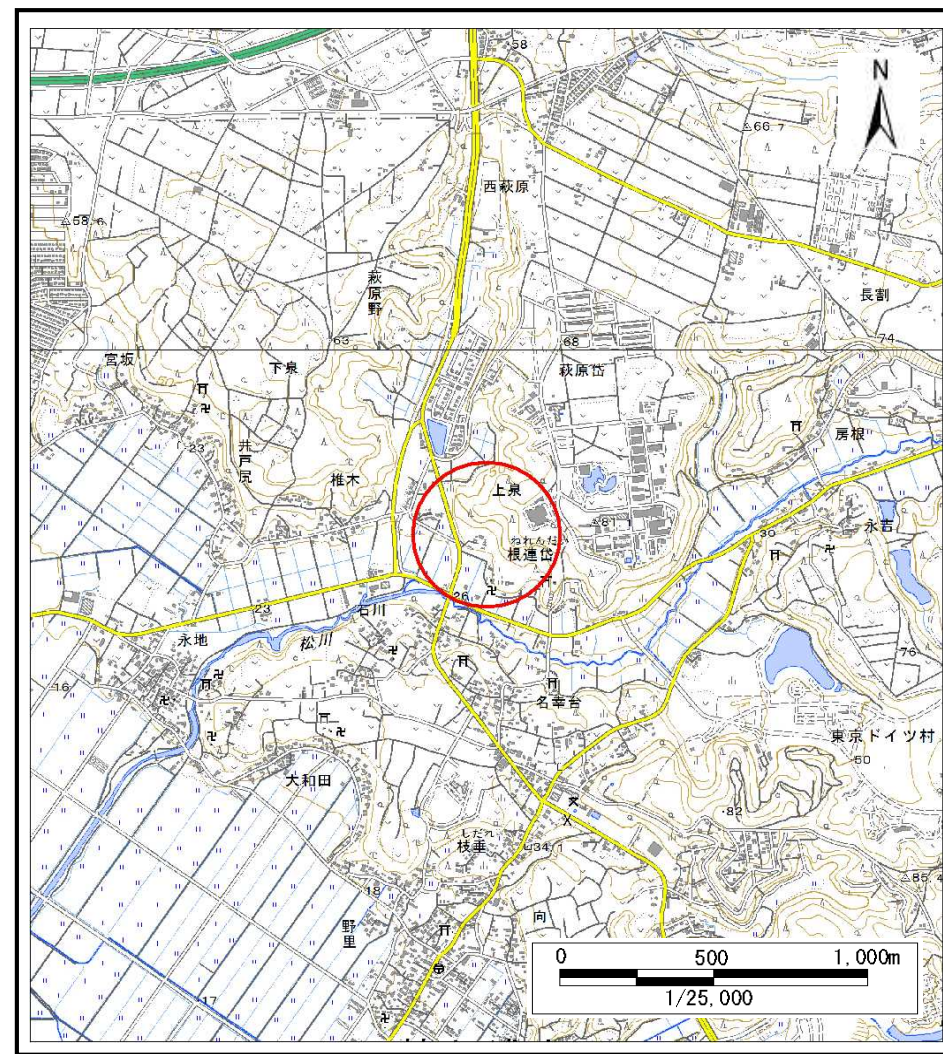 58
N
66.7
西萩原
58.6
萩原野
長割
63
68
74
宮坂
下泉
萩原岱
房根
23
井戸尻
椎木
上泉
81.1
永吉
ねれんだい
根連岱
30
23
26
石川
永地
松川
76
16
名幸台
東京ドイツ村
50
大和田
82
しだれ
枝垂
34.1
85.4
18
野里
向
0 500 1,000m
1/25,000
17